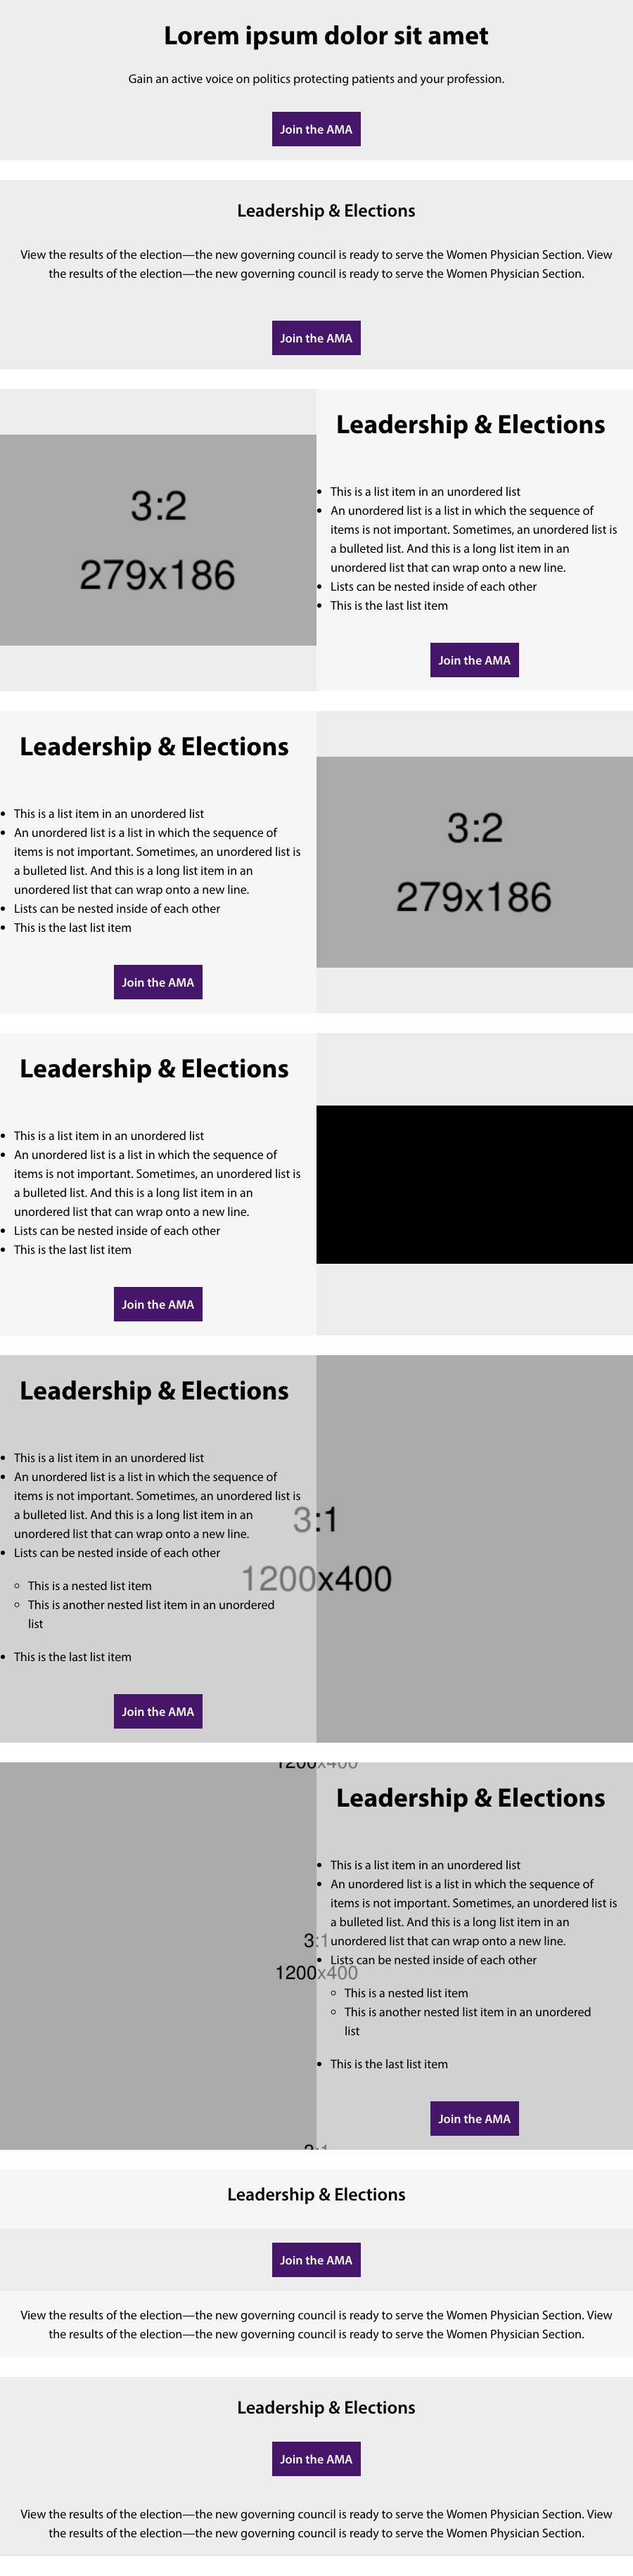 Lorem ipsum dolor sit amet
Gain an active voice on politics protecting patients and your profession.
Join the AMA
Leadership & Elections
View the results of the election—the new governing council is ready to serve the Women Physician Section. View
the results of the election—the new governing council is ready to serve the Women Physician Section.
Join the AMA
3:2
279x186
Leadership & Elections
• This is a list item in an unordered list
• An unordered list is a list in which the sequence of
items is not important. Sometimes, an unordered list is
a bulleted list. And this is a long list item in an
unordered list that can wrap onto a new line.
• Lists can be nested inside of each other
• This is the last list item
Join the AMA
Leadership & Elections
• This is a list item in an unordered list
• An unordered list is a list in which the sequence of
items is not important. Sometimes, an unordered list is
a bulleted list. And this is a long list item in an
unordered list that can wrap onto a new line.
• Lists can be nested inside of each other
• This is the last list item
Join the AMA
3:2
279x186
Leadership & Elections
• This is a list item in an unordered list
• An unordered list is a list in which the sequence of
items is not important. Sometimes, an unordered list is
a bulleted list. And this is a long list item in an
unordered list that can wrap onto a new line.
• Lists can be nested inside of each other
• This is the last list item
Join the AMA
Leadership & Elections
• This is a list item in an unordered list
• An unordered list is a list in which the sequence of
items is not important. Sometimes, an unordered list is
a bulleted list. And this is a long list item in an
unordered list that can wrap onto a new line.
• Lists can be nested inside of each other
◦ This is a nested list item
◦ This is another nested list item in an unordered
list
• This is the last list item
Join the AMA
3:1
1200x400
1200x400
3:1
1200x400
3:1
Leadership & Elections
• This is a list item in an unordered list
• An unordered list is a list in which the sequence of
items is not important. Sometimes, an unordered list is
a bulleted list. And this is a long list item in an
unordered list that can wrap onto a new line.
• Lists can be nested inside of each other
◦ This is a nested list item
◦ This is another nested list item in an unordered
list
• This is the last list item
Join the AMA
Leadership & Elections
Join the AMA
View the results of the election—the new governing council is ready to serve the Women Physician Section. View
the results of the election—the new governing council is ready to serve the Women Physician Section.
Leadership & Elections
Join the AMA
View the results of the election—the new governing council is ready to serve the Women Physician Section. View
the results of the election—the new governing council is ready to serve the Women Physician Section.